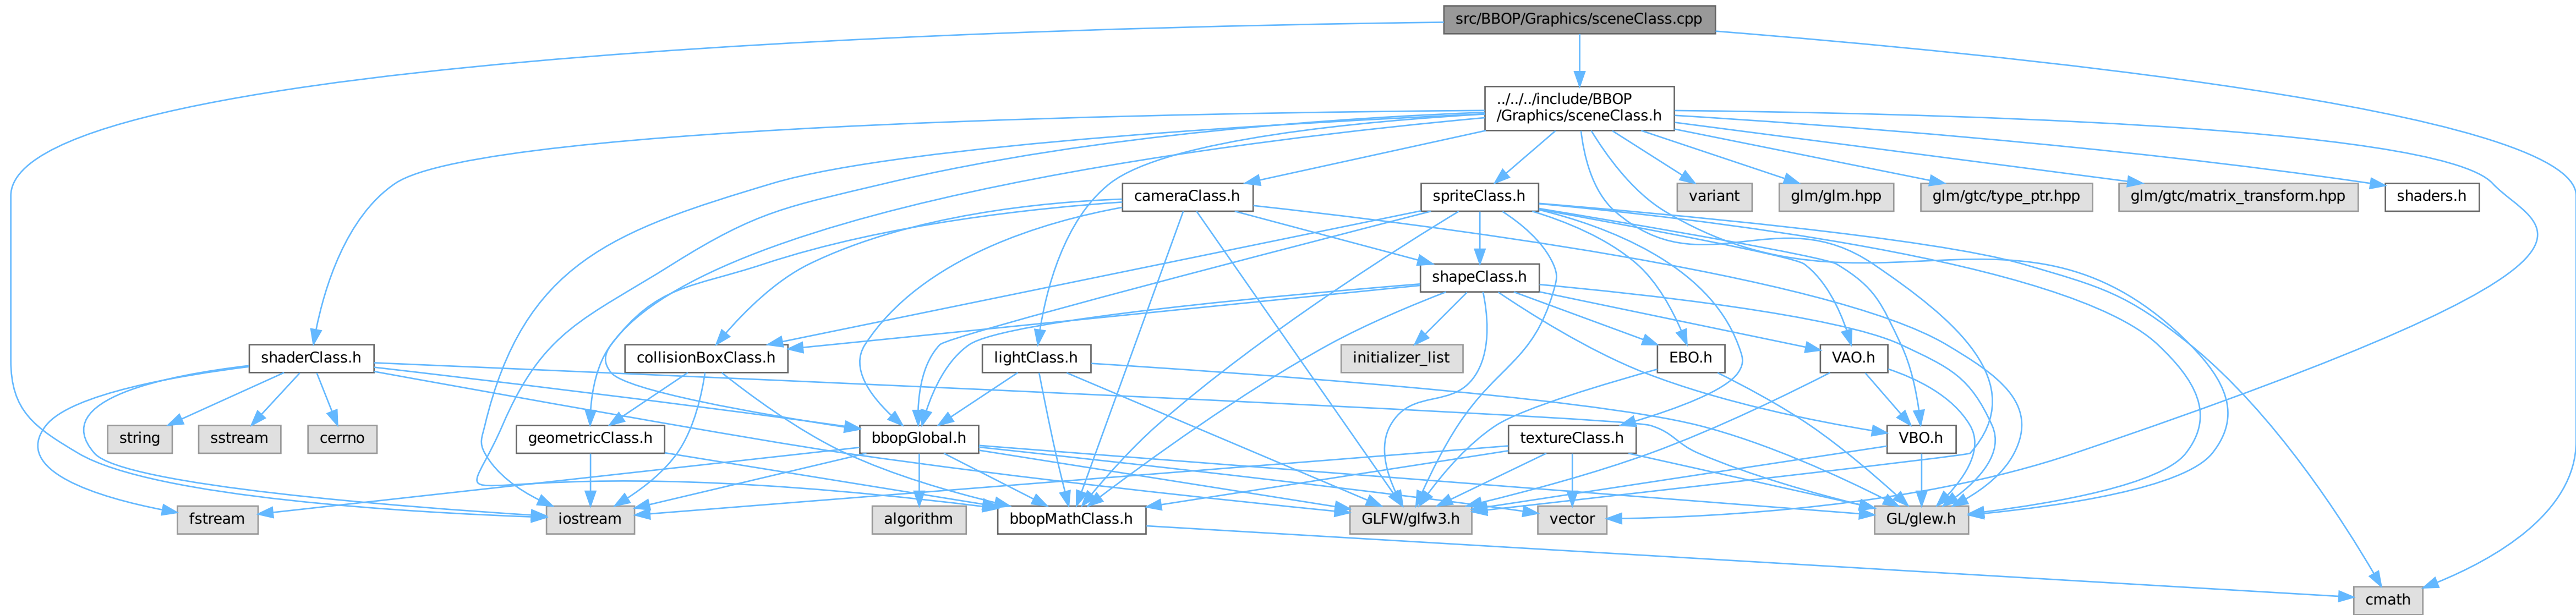 src/BBOP/Graphics/sceneClass.cpp
../../../include/BBOP
/Graphics/sceneClass.h
cameraClass.h
spriteClass.h
variant
glm/glm.hpp
glm/gtc/type_ptr.hpp
glm/gtc/matrix_transform.hpp
shaders.h
shapeClass.h
shaderClass.h
collisionBoxClass.h
lightClass.h
initializer_list
EBO.h
VAO.h
string
sstream
cerrno
geometricClass.h
bbopGlobal.h
textureClass.h
VBO.h
fstream
iostream
algorithm
bbopMathClass.h
GLFW/glfw3.h
vector
GL/glew.h
cmath